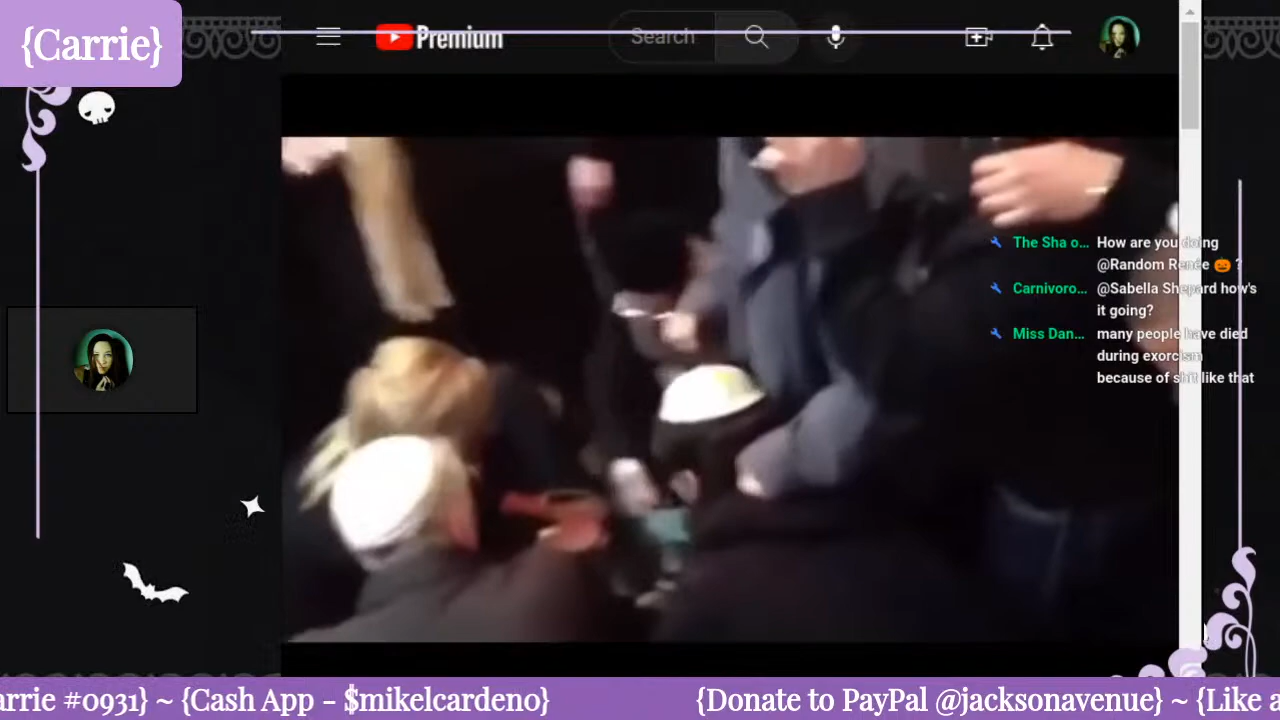 {Carrie}
Premium
Search
The Sha o... How are you doing
@Random Renée 🎃 ?
Carnivoro... @Sabella Shepard how's
it going?
Miss Dan... many people have died
during exorcism
because of shit like that
arrie #0931} ~ {Cash App - $mikelcardeno} {Donate to PayPal @jacksonavenue} ~ {Like a